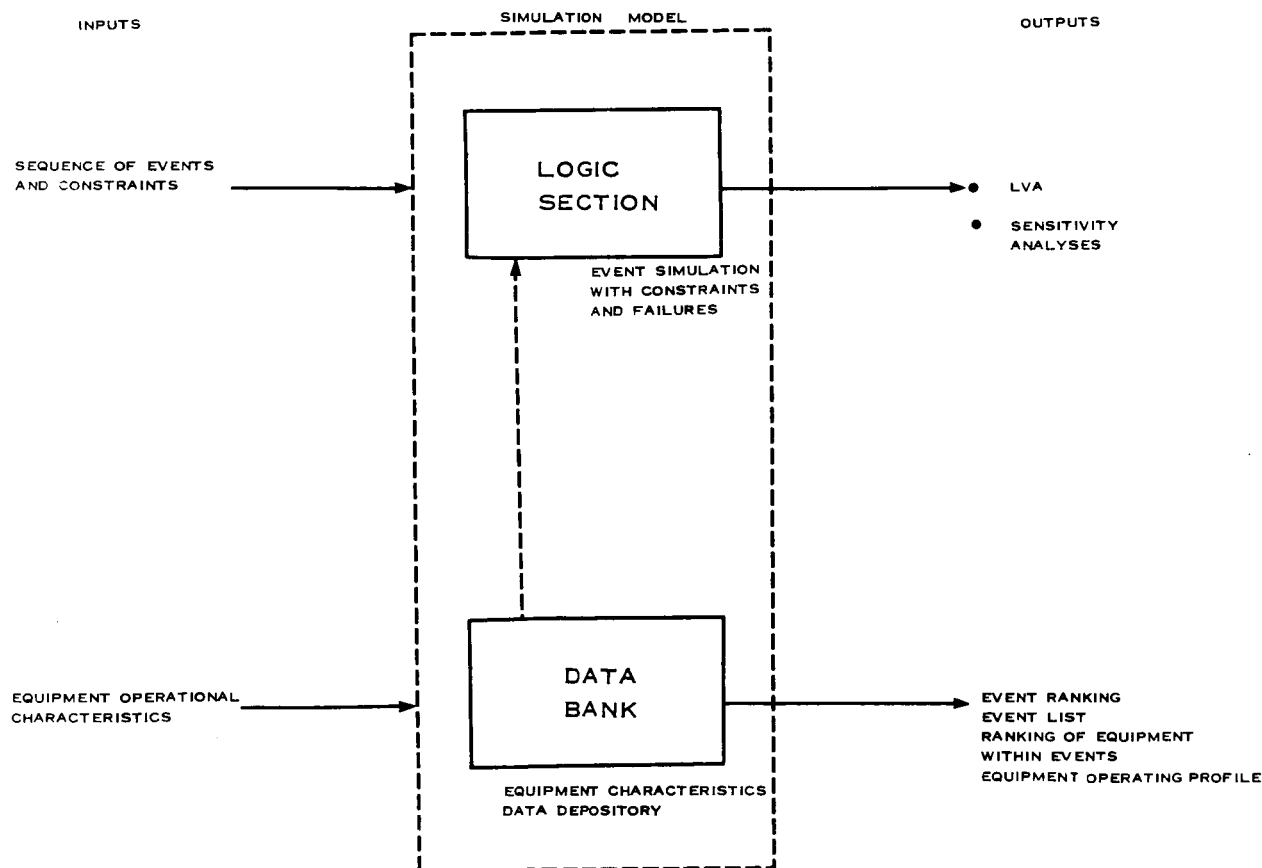 INPUTS
SIMULATION MODEL
OUTPUTS
SEQUENCE OF EVENTS
AND CONSTRAINTS
LOGIC
SECTION
EVENT SIMULATION
WITH CONSTRAINTS
AND FAILURES
LVA
SENSITIVITY
ANALYSES
EQUIPMENT OPERATIONAL
CHARACTERISTICS
DATA
BANK
EQUIPMENT CHARACTERISTICS
DATA DEPOSITORY
EVENT RANKING
EVENT LIST
RANKING OF EQUIPMENT
WITHIN EVENTS
EQUIPMENT OPERATING PROFILE